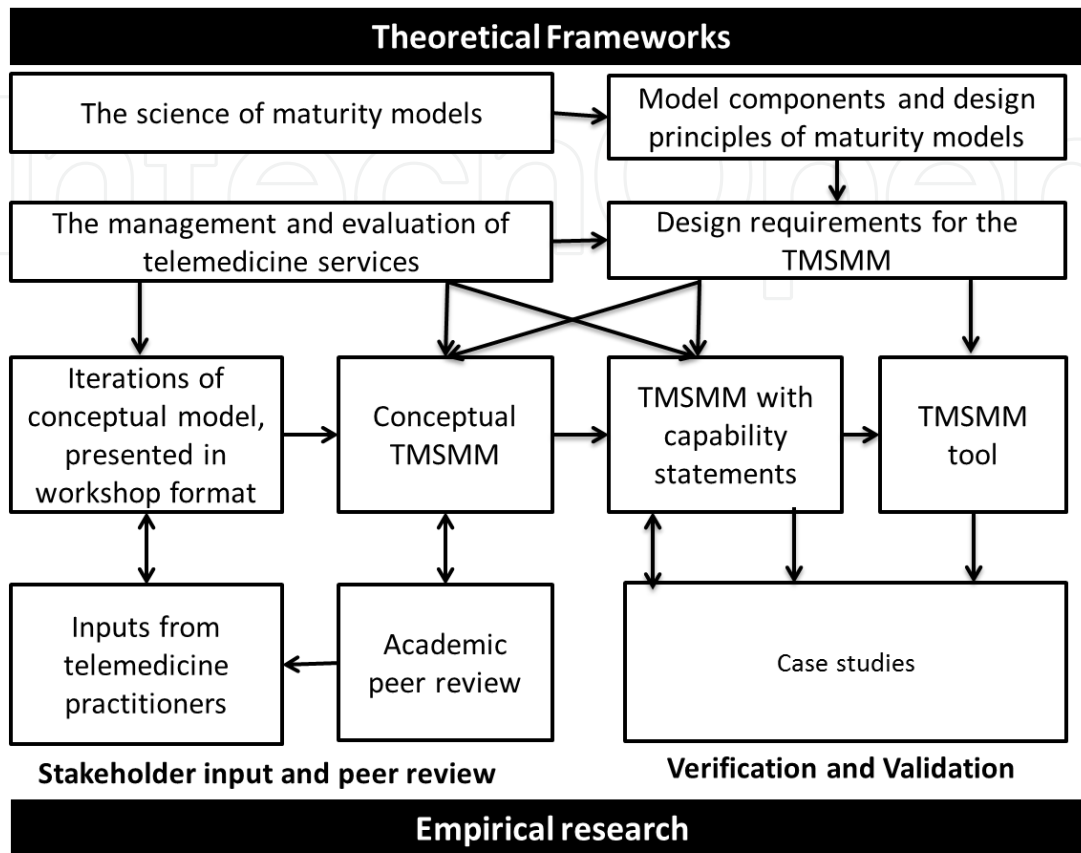 Theoretical Frameworks
The science of maturity models
Model components and design
principles of maturity models
The management and evaluation of
telemedicine services
Design requirements for the
TMSMM
Iterations of
conceptual model,
presented in
workshop format
Conceptual
TMSMM
TMSMM with
capability
statements
TMSMM
tool
Inputs from
telemedicine
practitioners
Academic
peer review
Case studies
Stakeholder input and peer review
Verification and Validation
Empirical research
IntechOpen